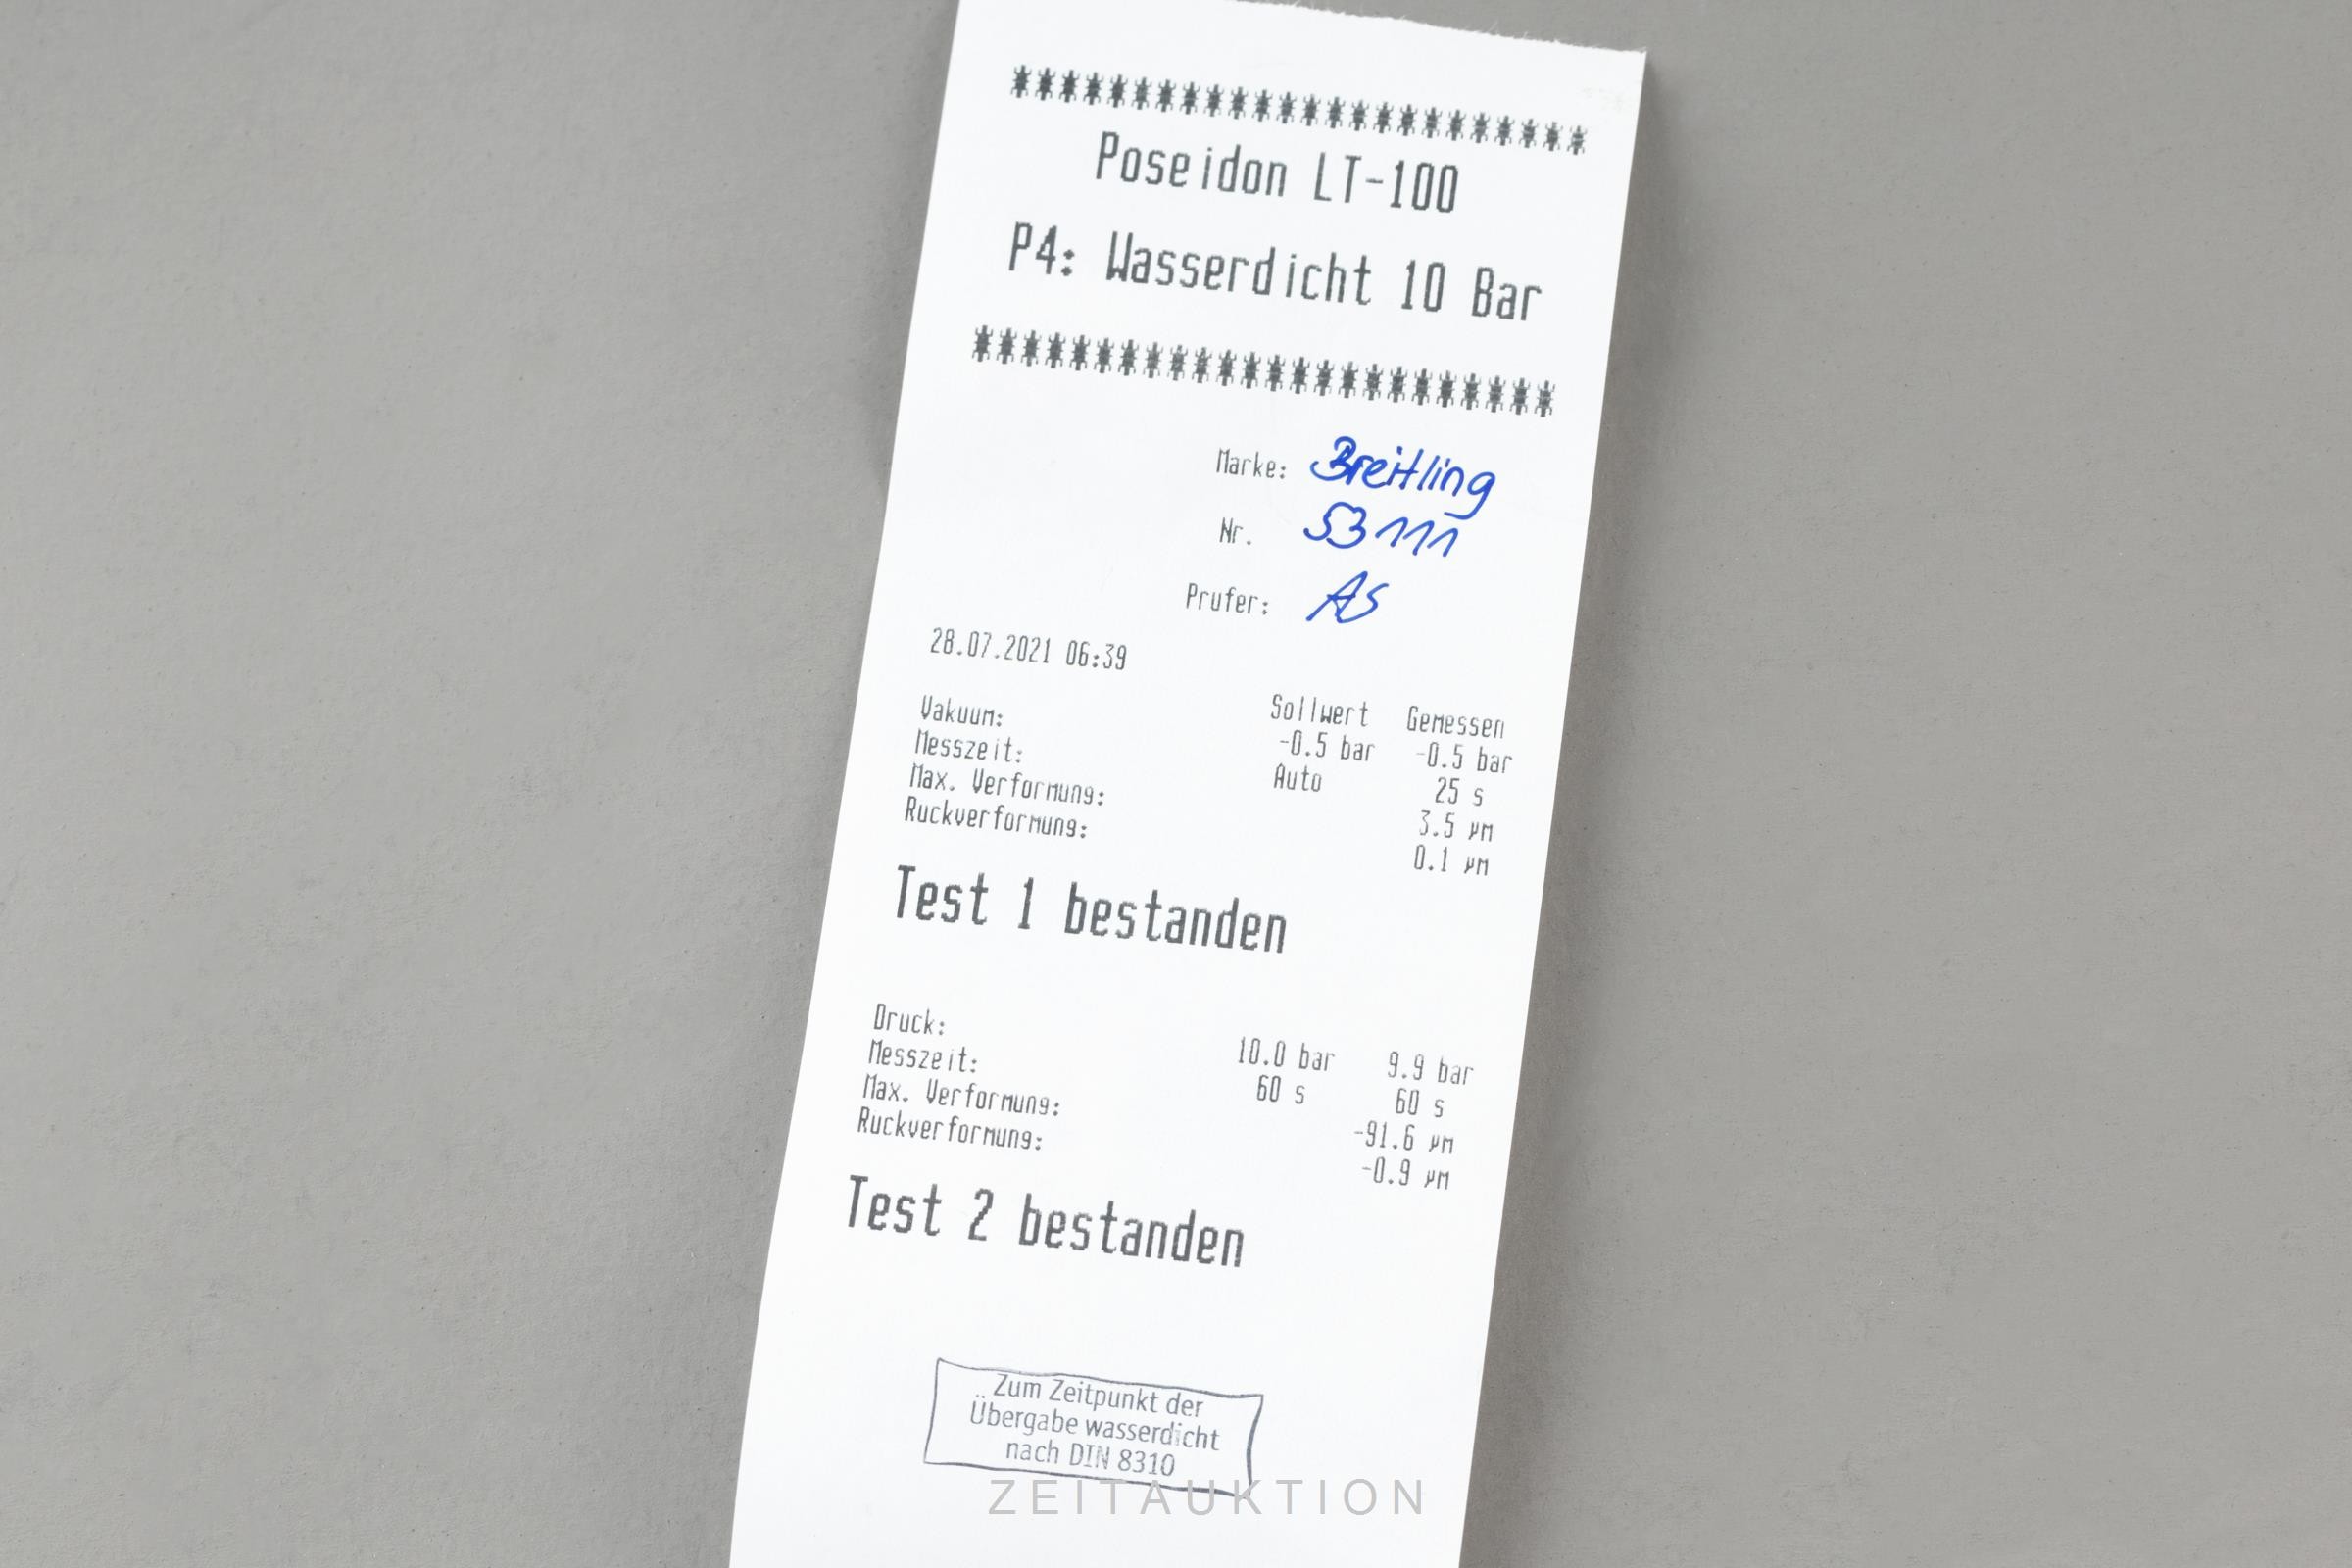 ************************
Poseidon LT-100
P4: Wasserdicht 10 Bar
************************
Marke: Breitling
Nr. 53111
Prufer: AS
28.07.2021 06:39
Sollwert Gemessen
Vakuum: -0.5 bar -0.5 bar
Messzeit: Auto 25 s
Max. Verformung: 3.5 µm
Ruckverformung: 0.1 µm
Test 1 bestanden
Druck: 10.0 bar 9.9 bar
Messzeit: 60 s 60 s
Max. Verformung: -91.6 µm
Ruckverformung: -0.9 µm
Test 2 bestanden
Zum Zeitpunkt der
Übergabe wasserdicht
nach DIN 8310
ZEITAUKTION